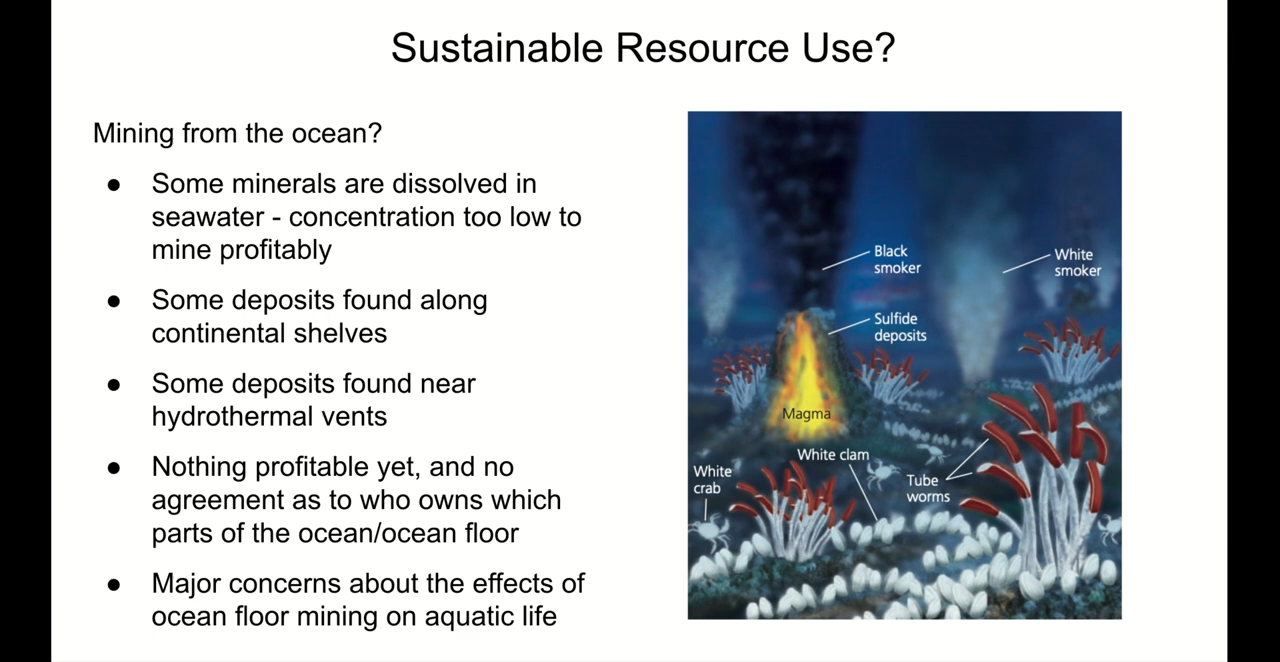 Sustainable Resource Use?
Mining from the ocean?
● Some minerals are dissolved in
seawater - concentration too low to
mine profitably
● Some deposits found along
continental shelves
● Some deposits found near
hydrothermal vents
● Nothing profitable yet, and no
agreement as to who owns which
parts of the ocean/ocean floor
● Major concerns about the effects of
ocean floor mining on aquatic life
Black
smoker
White
smoker
Sulfide
deposits
Magma
White clam
White
crab
Tube
worms